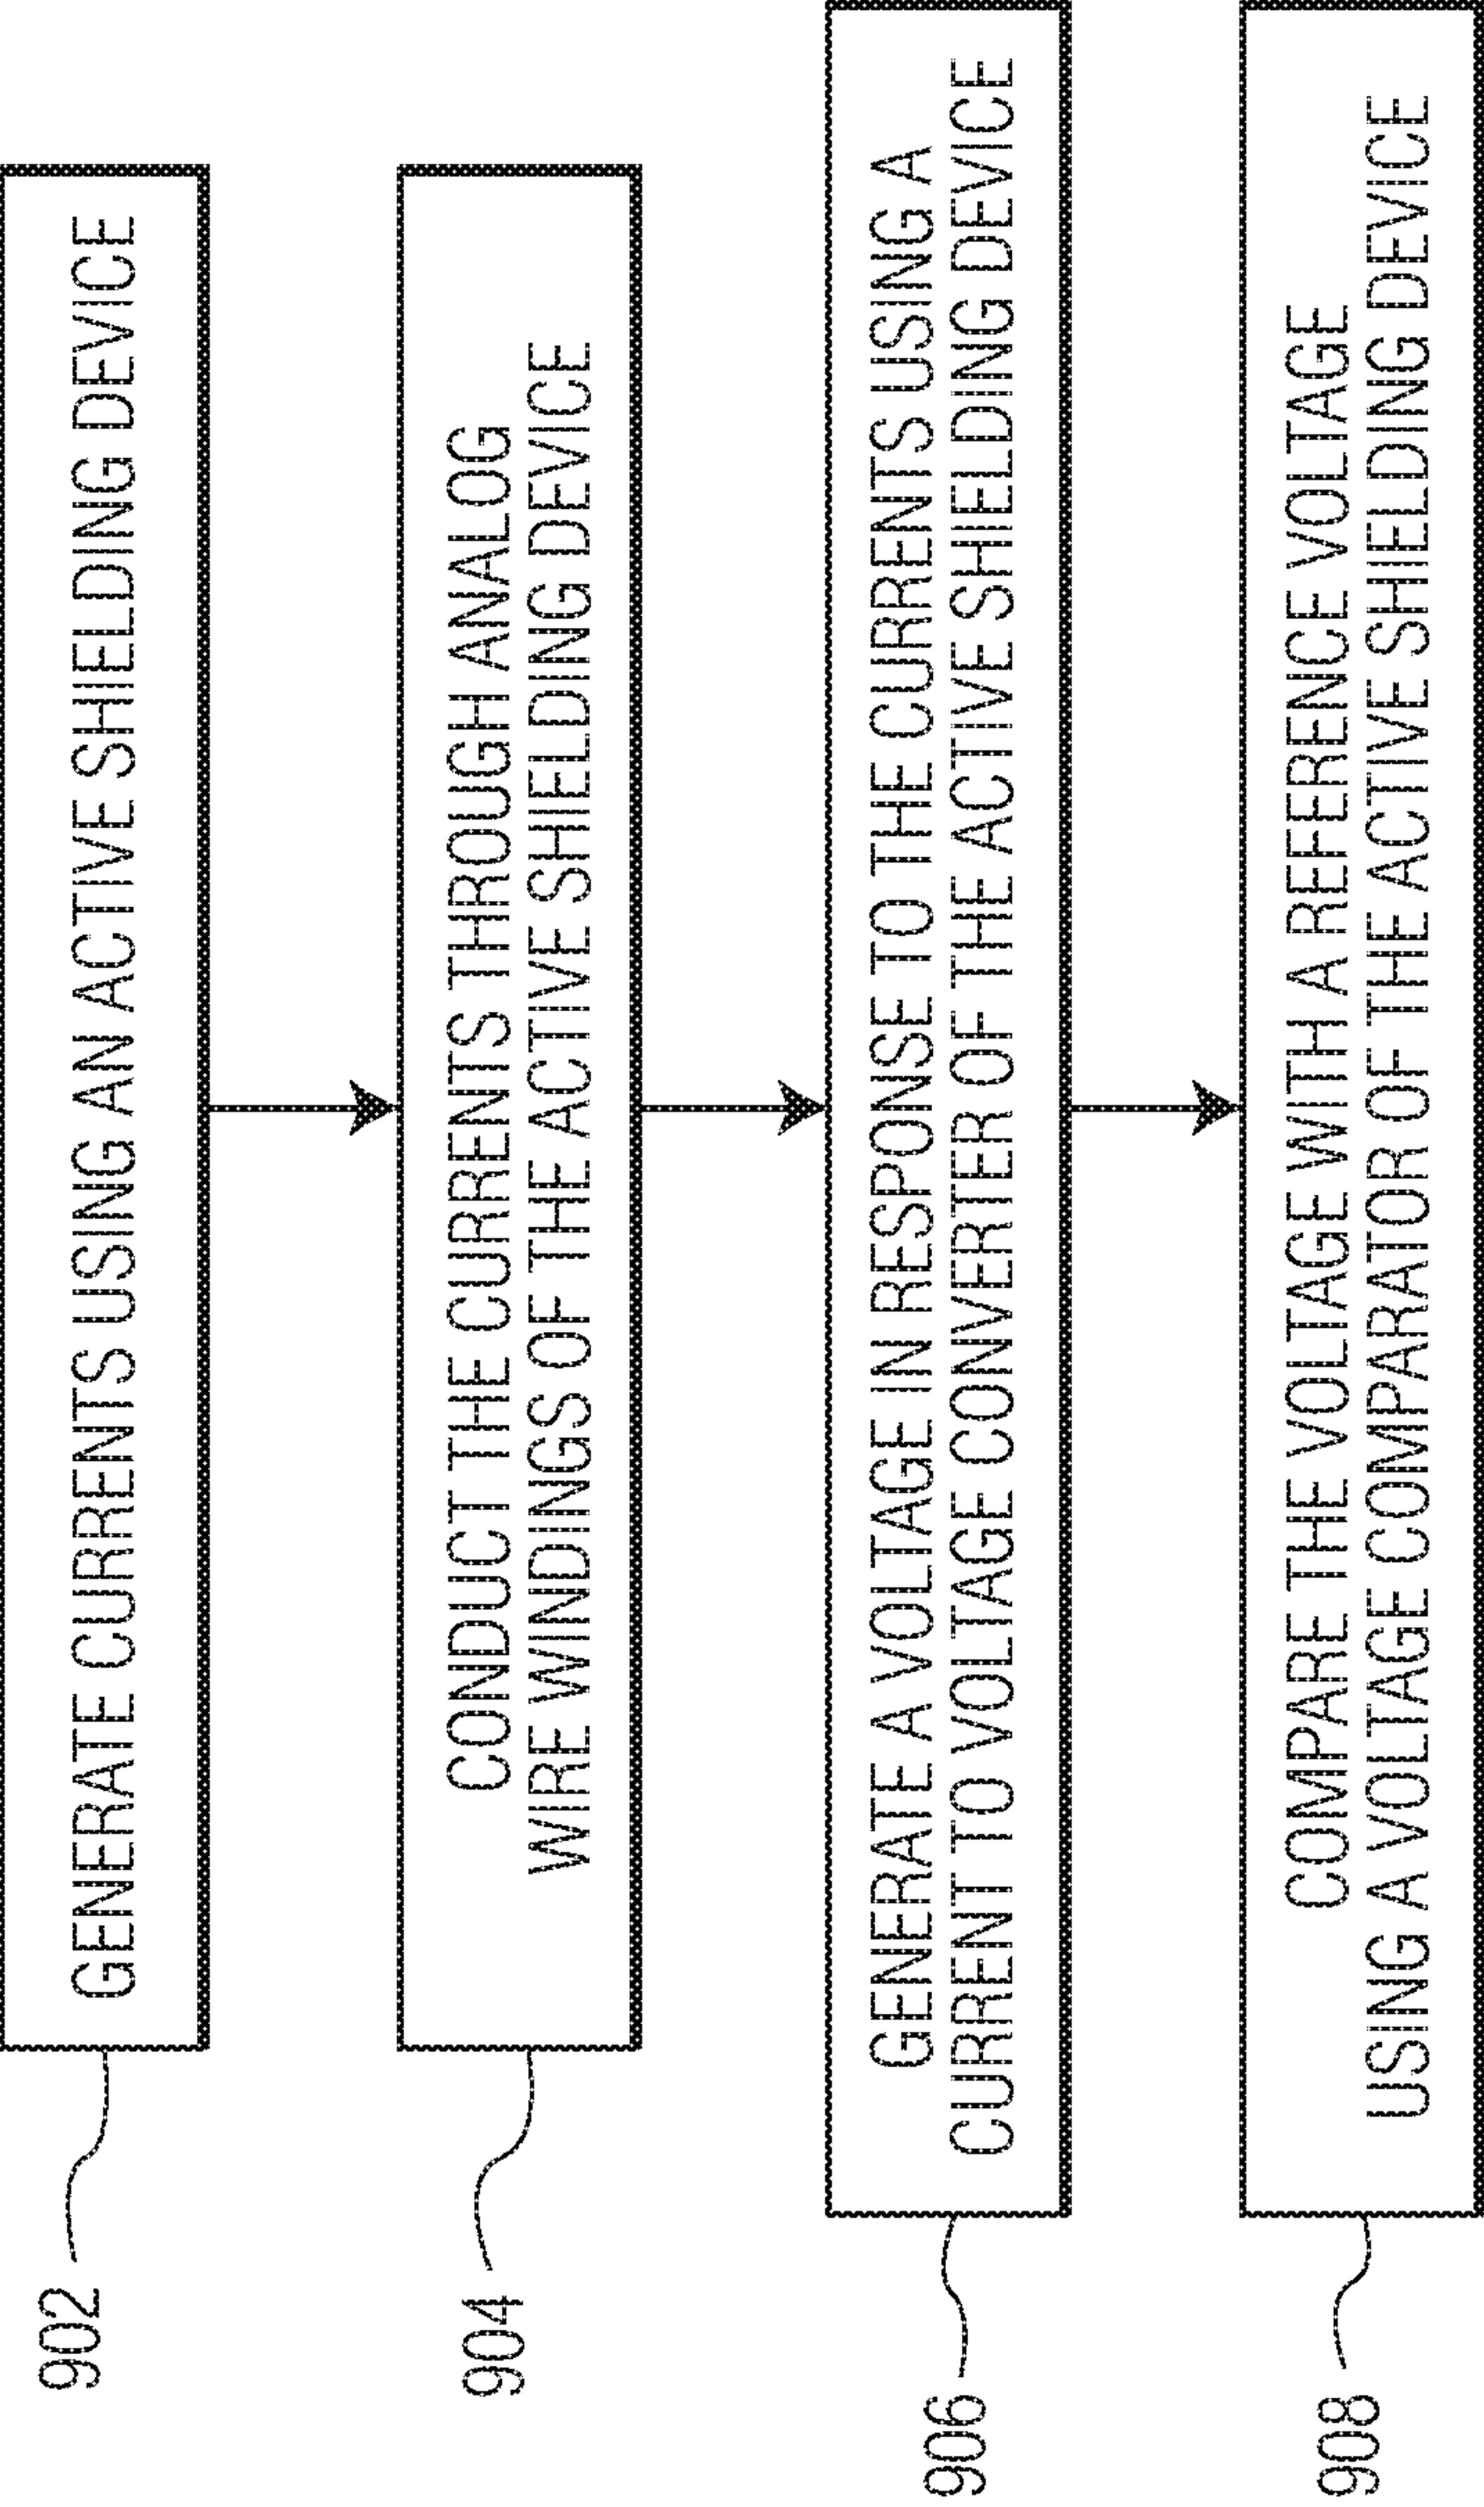 902
GENERATE CURRENTS USING AN ACTIVE SHIELDING DEVICE
904
CONDUCT THE CURRENTS THROUGH ANALOG
WIRE WINDINGS OF THE ACTIVE SHIELDING DEVICE
906
GENERATE A VOLTAGE IN RESPONSE TO THE CURRENTS USING A
CURRENT TO VOLTAGE CONVERTER OF THE ACTIVE SHIELDING DEVICE
908
COMPARE THE VOLTAGE WITH A REFERENCE VOLTAGE
USING A VOLTAGE COMPARATOR OF THE ACTIVE SHIELDING DEVICE